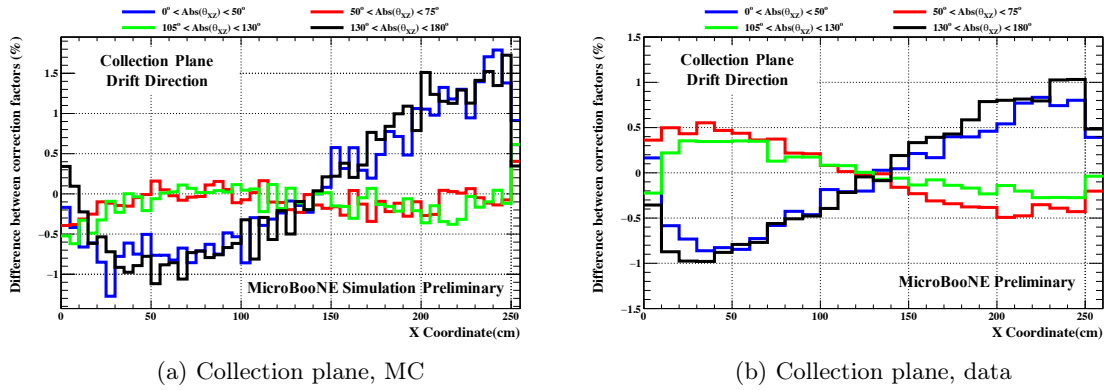 0° < Abs(θXZ) < 50° 50° < Abs(θXZ) < 75°
105° < Abs(θXZ) < 130° 130° < Abs(θXZ) < 180°
Difference between correction factors (%)
1.5
1
0.5
0
−0.5
−1
Collection Plane
Drift Direction
MicroBooNE Simulation Preliminary
0 50 100 150 200 250
X Coordinate(cm)
(a) Collection plane, MC
0° < Abs(θXZ) < 50° 50° < Abs(θXZ) < 75°
105° < Abs(θXZ) < 130° 130° < Abs(θXZ) < 180°
Difference between correction factors (%)
1.5
1
0.5
0
−0.5
−1
−1.5
Collection Plane
Drift Direction
MicroBooNE Preliminary
0 50 100 150 200 250
X Coordinate(cm)
(b) Collection plane, data